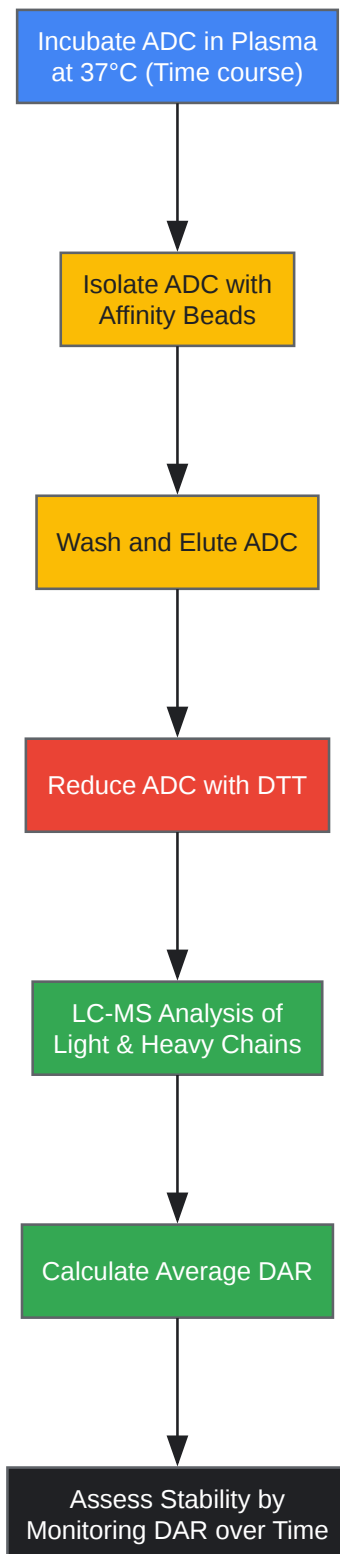 Incubate ADC in Plasma
at 37°C (Time course)
Isolate ADC with
Affinity Beads
Wash and Elute ADC
Reduce ADC with DTT
LC-MS Analysis of
Light & Heavy Chains
Calculate Average DAR
Assess Stability by
Monitoring DAR over Time